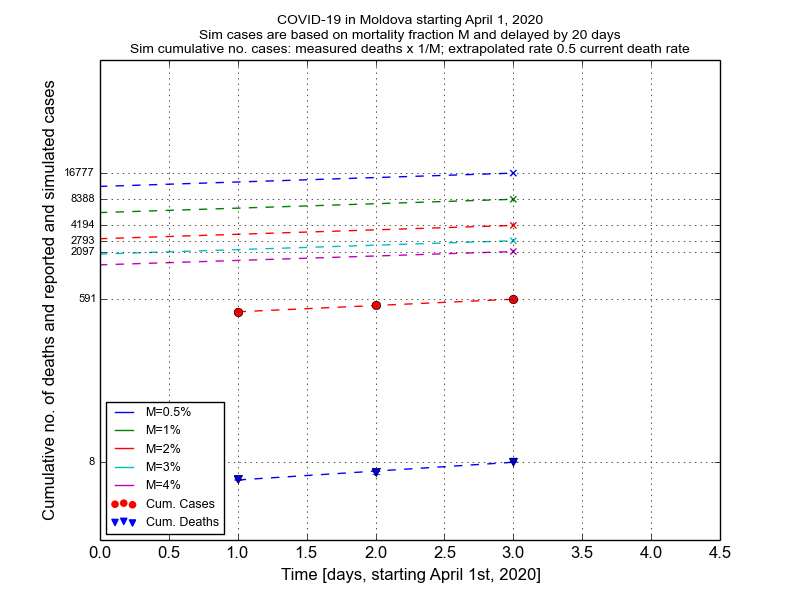 COVID-19 in Moldova starting April 1, 2020
Sim cases are based on mortality fraction M and delayed by 20 days
Sim cumulative no. cases: measured deaths x 1/M; extrapolated rate 0.5 current death rate
Cumulative no. of deaths and reported and simulated cases
16777
8388
4194
2793
2097
591
8
M=0.5%
M=1%
M=2%
M=3%
M=4%
Cum. Cases
Cum. Deaths
0.0 0.5 1.0 1.5 2.0 2.5 3.0 3.5 4.0 4.5
Time [days, starting April 1st, 2020]